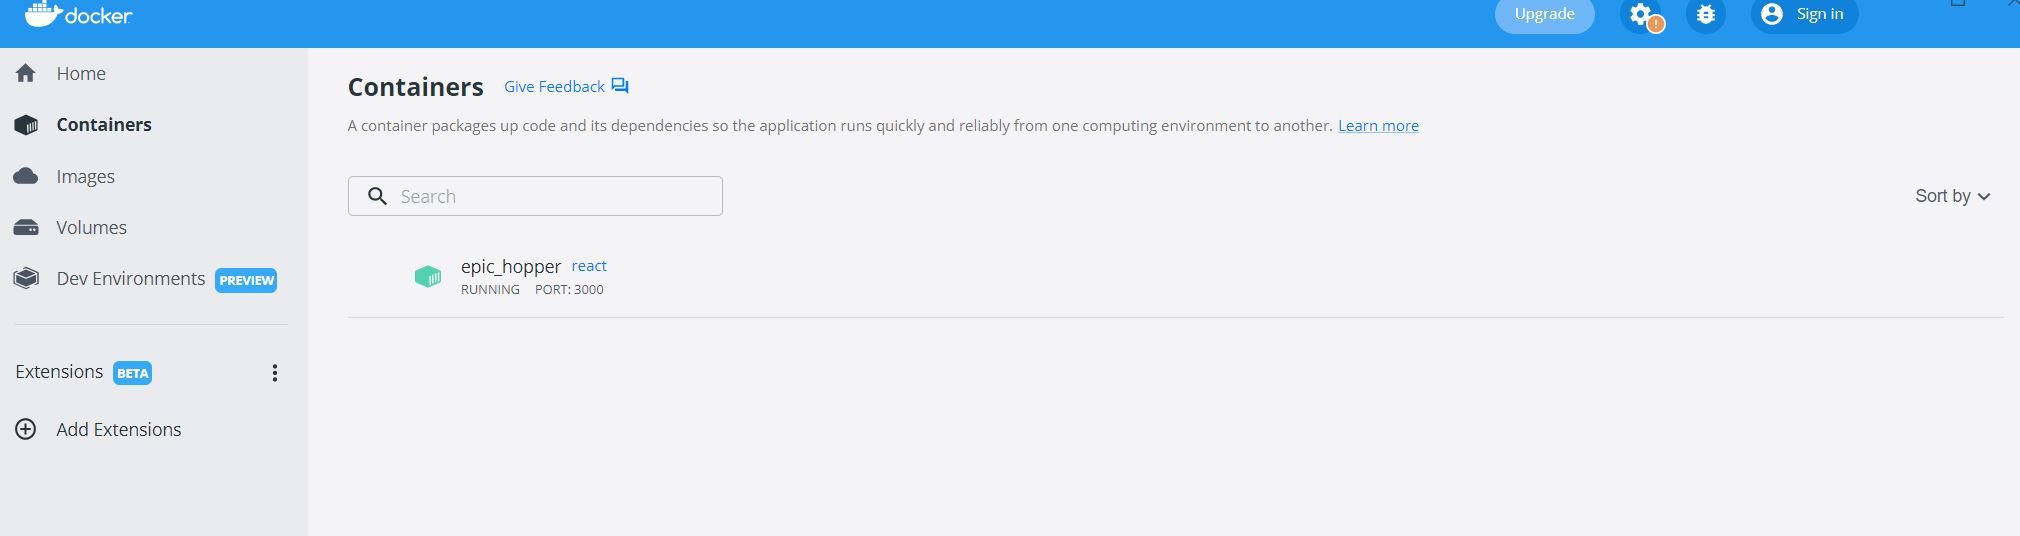 docker
Upgrade
Sign in
Home
Containers
Images
Volumes
Dev Environments PREVIEW
Extensions BETA
Add Extensions
Containers Give Feedback
A container packages up code and its dependencies so the application runs quickly and reliably from one computing environment to another. Learn more
Search
Sort by
epic_hopper react
RUNNING PORT: 3000